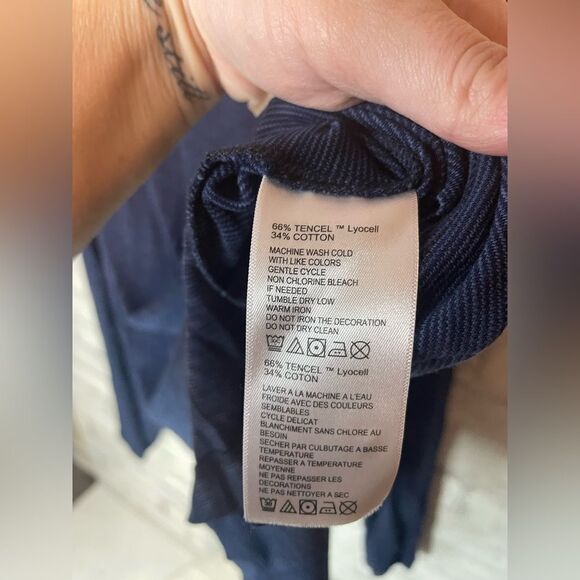 still
66% TENCEL ™ Lyocell
34% COTTON
MACHINE WASH COLD
WITH LIKE COLORS
GENTLE CYCLE
NON CHLORINE BLEACH
IF NEEDED
TUMBLE DRY LOW
WARM IRON
DO NOT IRON THE DECORATION
DO NOT DRY CLEAN
66% TENCEL ™ Lyocell
34% COTON
LAVER A LA MACHINE A L'EAU
FROIDE AVEC DES COULEURS
SEMBLABLES
CYCLE DELICAT
BLANCHIMENT SANS CHLORE AU
BESOIN
SECHER PAR CULBUTAGE A BASSE
TEMPERATURE
REPASSER A TEMPERATURE
MOYENNE
NE PAS REPASSER LES
DECORATIONS
NE PAS NETTOYER A SEC